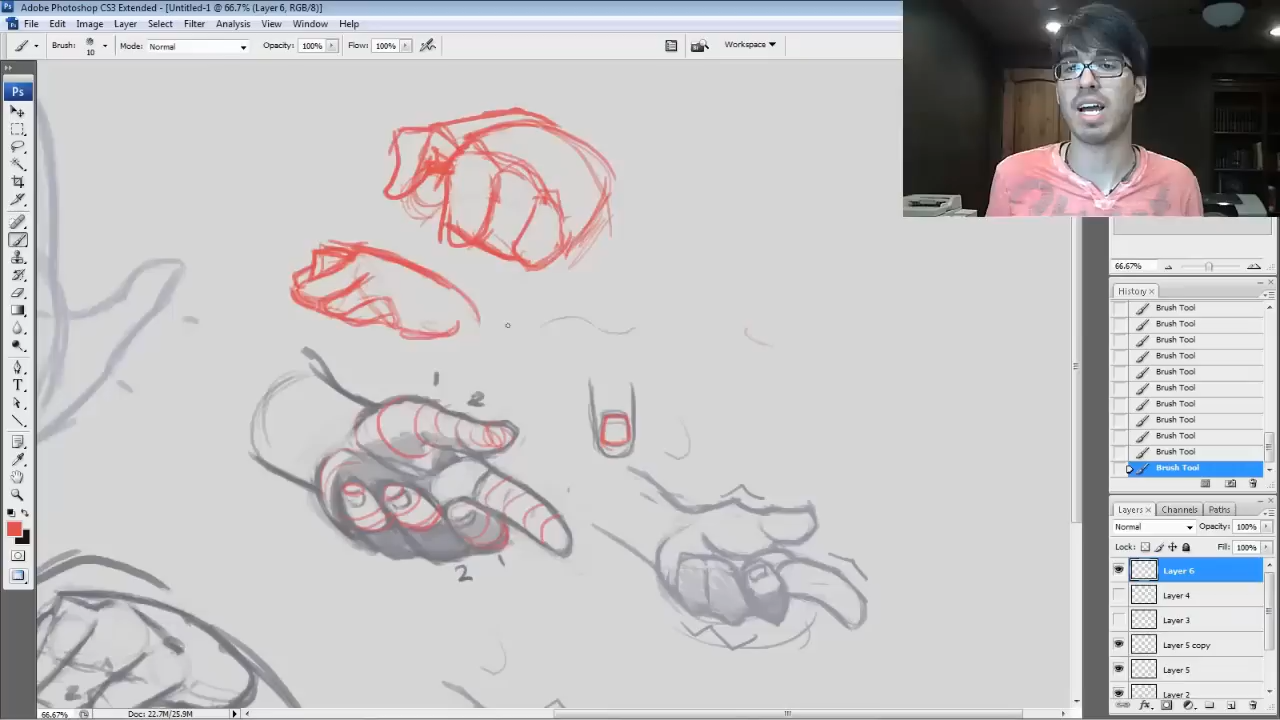 Adobe Photoshop CS3 Extended - [Untitled-1 @ 66.7% (Layer 6, RGB/8)]
File Edit Image Layer Select Filter Analysis View Window Help
Brush: 10 Mode: Normal Opacity: 100% Flow: 100% Workspace
Ps
T
1
2
2
1
2
66.67%
History
Brush Tool
Brush Tool
Brush Tool
Brush Tool
Brush Tool
Brush Tool
Brush Tool
Brush Tool
Brush Tool
Brush Tool
Brush Tool
Layers Channels Paths
Normal Opacity: 100%
Lock: Fill: 100%
Layer 6
Layer 4
Layer 3
Layer 5 copy
Layer 5
Layer 2
66.67% Doc: 22.7M/25.9M